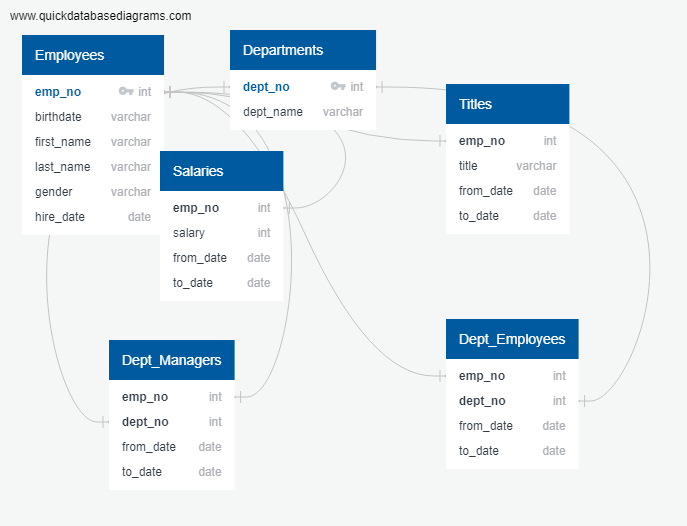 www.quickdatabasediagrams.com
Employees
emp_no int
birthdate varchar
first_name varchar
last_name varchar
gender varchar
hire_date date
Departments
dept_no int
dept_name varchar
Titles
emp_no int
title varchar
from_date date
to_date date
Salaries
emp_no int
salary int
from_date date
to_date date
Dept_Managers
emp_no int
dept_no int
from_date date
to_date date
Dept_Employees
emp_no int
dept_no int
from_date date
to_date date